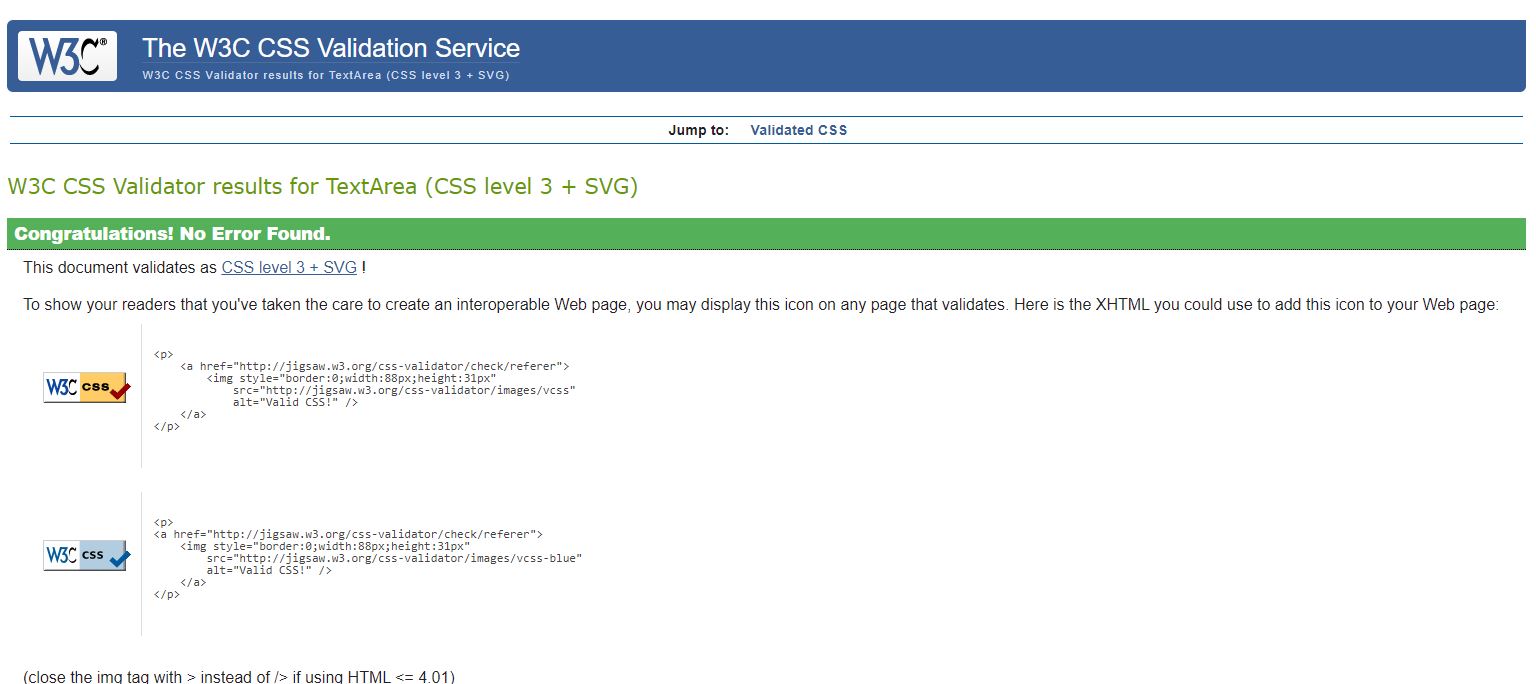 W3C®
The W3C CSS Validation Service
W3C CSS Validator results for TextArea (CSS level 3 + SVG)
Jump to: Validated CSS
W3C CSS Validator results for TextArea (CSS level 3 + SVG)
Congratulations! No Error Found.
This document validates as CSS level 3 + SVG !
To show your readers that you've taken the care to create an interoperable Web page, you may display this icon on any page that validates. Here is the XHTML you could use to add this icon to your Web page:
W3C css
<p>
<a href="http://jigsaw.w3.org/css-validator/check/referer">
<img style="border:0;width:88px;height:31px"
src="http://jigsaw.w3.org/css-validator/images/vcss"
alt="Valid CSS!" />
</a>
</p>
W3C css
<p>
<a href="http://jigsaw.w3.org/css-validator/check/referer">
<img style="border:0;width:88px;height:31px"
src="http://jigsaw.w3.org/css-validator/images/vcss-blue"
alt="Valid CSS!" />
</a>
</p>
(close the img tag with > instead of /> if using HTML <= 4.01)